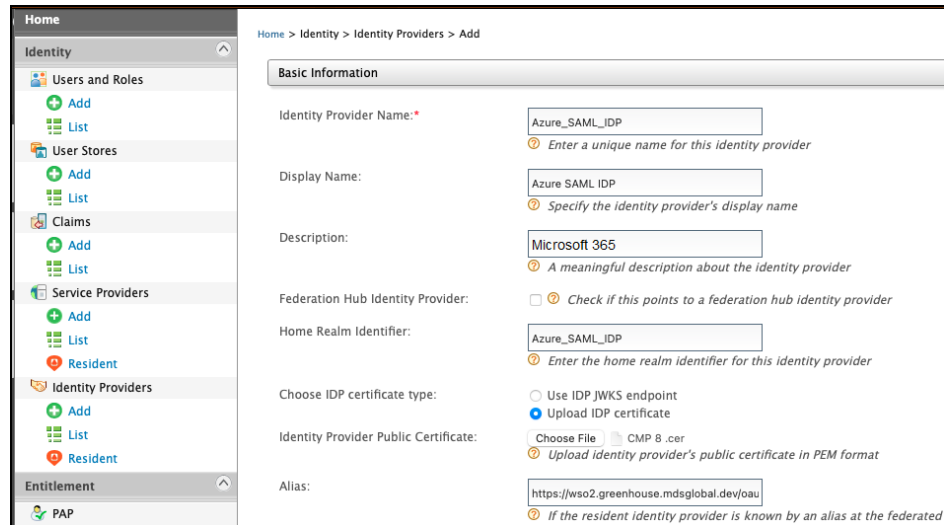 Home
Identity
Users and Roles
Add
List
User Stores
Add
List
Claims
Add
List
Service Providers
Add
List
Resident
Identity Providers
Add
List
Resident
Entitlement
PAP
Home > Identity > Identity Providers > Add
Basic Information
Identity Provider Name:* Azure_SAML_IDP
? Enter a unique name for this identity provider
Display Name: Azure SAML IDP
? Specify the identity provider's display name
Description: Microsoft 365
? A meaningful description about the identity provider
Federation Hub Identity Provider: ? Check if this points to a federation hub identity provider
Home Realm Identifier: Azure_SAML_IDP
? Enter the home realm identifier for this identity provider
Choose IDP certificate type: Use IDP JWKS endpoint
Upload IDP certificate
Identity Provider Public Certificate: Choose File CMP 8 .cer
? Upload identity provider's public certificate in PEM format
Alias: https://wso2.greenhouse.mdsglobal.dev/oau
? If the resident identity provider is known by an alias at the federated